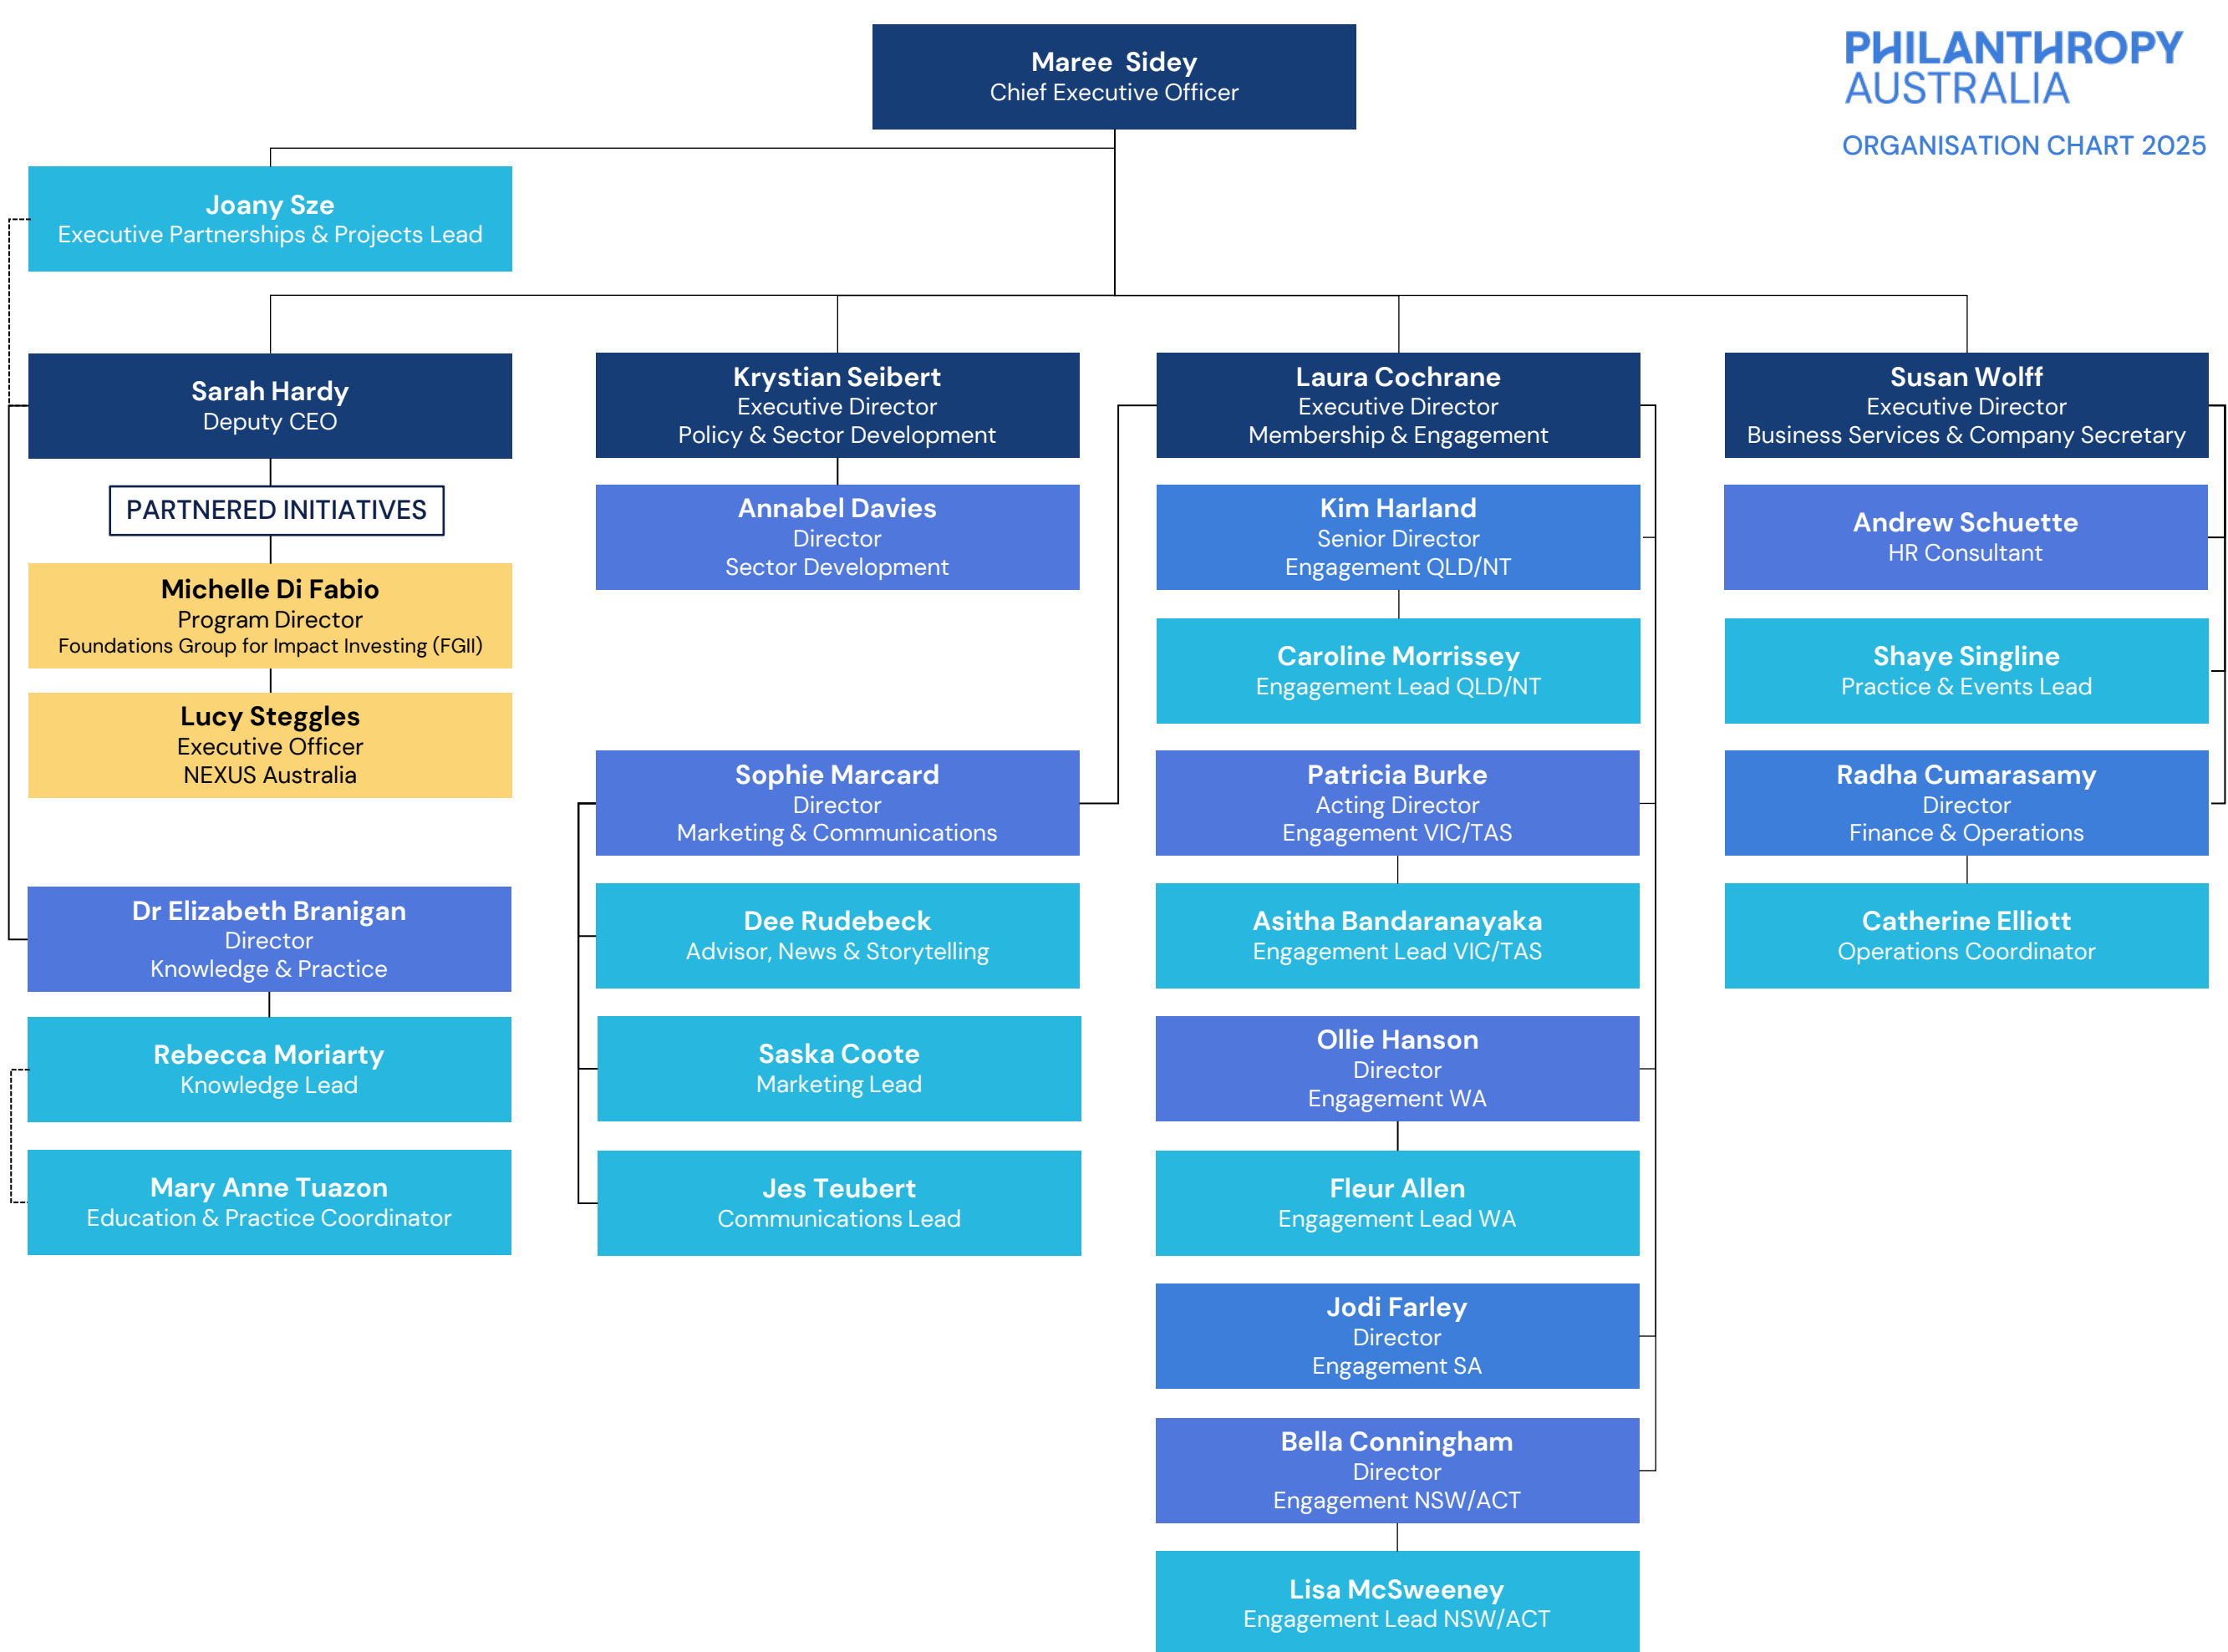 Maree Sidey
Chief Executive Officer
PHILANTHROPY
AUSTRALIA
ORGANISATION CHART 2025
Joany Sze
Executive Partnerships & Projects Lead
Sarah Hardy
Deputy CEO
PARTNERED INITIATIVES
Michelle Di Fabio
Program Director
Foundations Group for Impact Investing (FGII)
Lucy Steggles
Executive Officer
NEXUS Australia
Dr Elizabeth Branigan
Director
Knowledge & Practice
Rebecca Moriarty
Knowledge Lead
Mary Anne Tuazon
Education & Practice Coordinator
Krystian Seibert
Executive Director
Policy & Sector Development
Annabel Davies
Director
Sector Development
Sophie Marcard
Director
Marketing & Communications
Dee Rudebeck
Advisor, News & Storytelling
Saska Coote
Marketing Lead
Jes Teubert
Communications Lead
Laura Cochrane
Executive Director
Membership & Engagement
Kim Harland
Senior Director
Engagement QLD/NT
Caroline Morrissey
Engagement Lead QLD/NT
Patricia Burke
Acting Director
Engagement VIC/TAS
Asitha Bandaranayaka
Engagement Lead VIC/TAS
Ollie Hanson
Director
Engagement WA
Fleur Allen
Engagement Lead WA
Jodi Farley
Director
Engagement SA
Bella Conningham
Director
Engagement NSW/ACT
Lisa McSweeney
Engagement Lead NSW/ACT
Susan Wolff
Executive Director
Business Services & Company Secretary
Andrew Schuette
HR Consultant
Shaye Singline
Practice & Events Lead
Radha Cumarasamy
Director
Finance & Operations
Catherine Elliott
Operations Coordinator